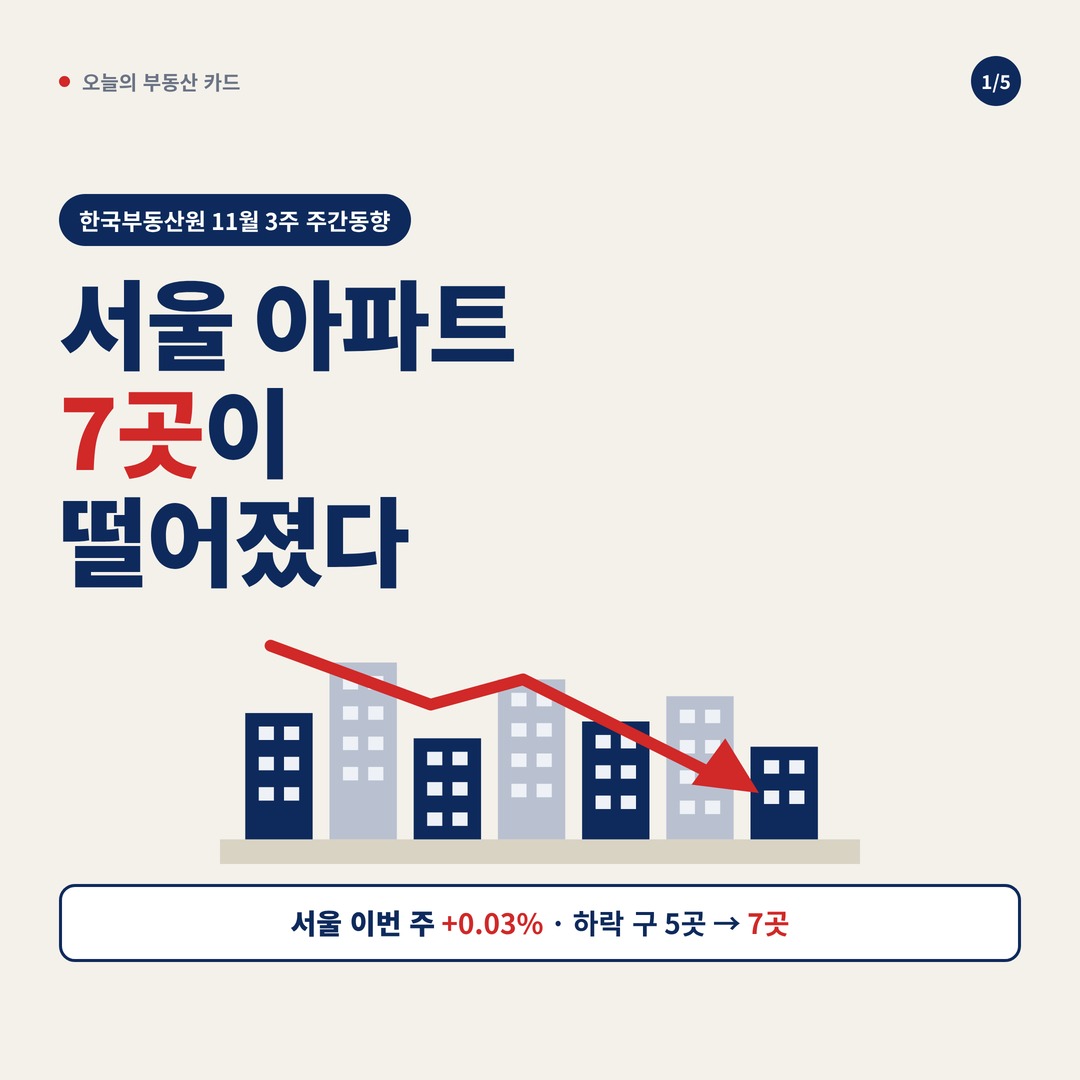 오늘의 부동산 카드
1/5
한국부동산원 11월 3주 주간동향
서울 아파트
7곳이
떨어졌다
서울 이번 주 +0.03% · 하락 구 5곳 → 7곳